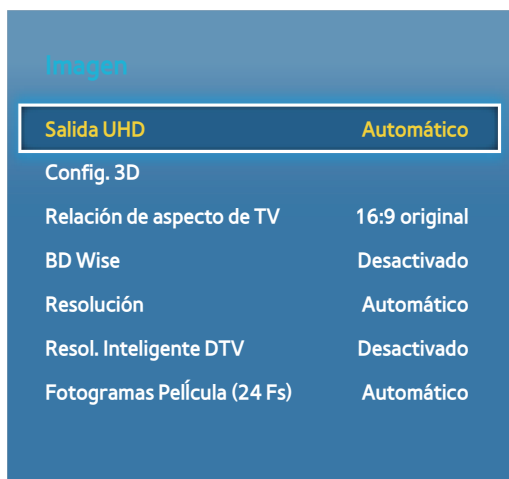 Imagen
Salida UHD Automático
Config. 3D
Relación de aspecto de TV 16:9 original
BD Wise Desactivado
Resolución Automático
Resol. Inteligente DTV Desactivado
Fotogramas PelÍcula (24 Fs) Automático